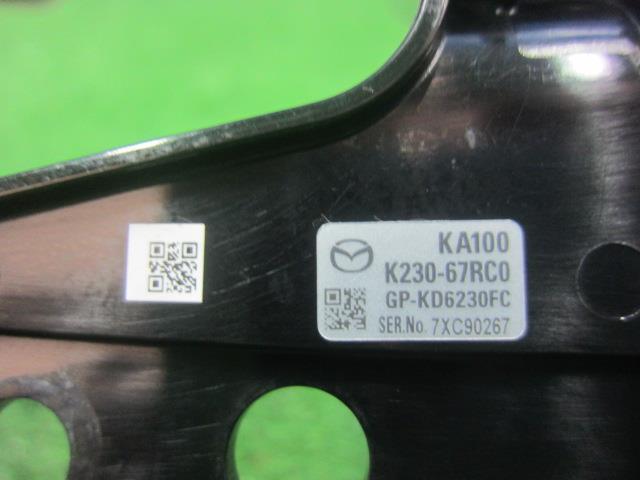 KA100
K230-67RC0
GP-KD6230FC
SER.No. 7XC90267